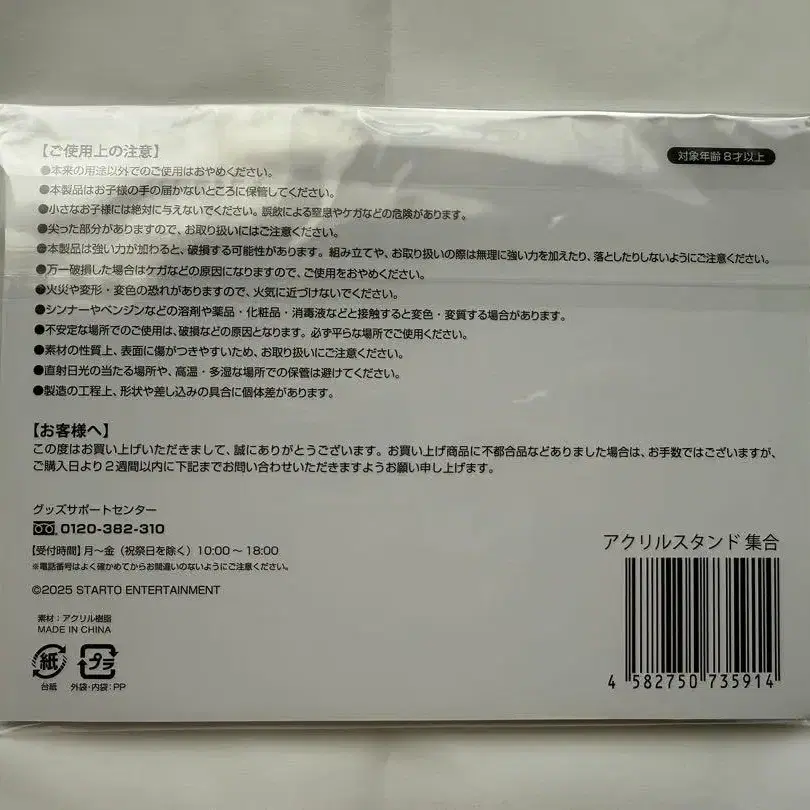 【ご使用上の注意】
対象年齢8才以上
●本来の用途以外でのご使用はおやめください。
●本製品はお子様の手の届かないところに保管してください。
●小さなお子様には絶対に与えないでください。誤飲による窒息やケガなどの危険があります。
●尖った部分がありますので、お取り扱いにはご注意ください。
●本製品は強い力が加わると、破損する可能性があります。組み立てや、お取り扱いの際は無理に強い力を加えたり、落としたりしないようにご注意ください。
●万一破損した場合はケガなどの原因になりますので、ご使用をおやめください。
●火災や変形・変色の恐れがありますので、火気に近づけないでください。
●シンナーやベンジンなどの溶剤や薬品・化粧品・消毒液などと接触すると変色・変質する場合があります。
●不安定な場所でのご使用は、破損などの原因となります。必ず平らな場所でご使用ください。
●素材の性質上、表面に傷がつきやすいため、お取り扱いにご注意ください。
●直射日光の当たる場所や、高温・多湿な場所での保管は避けてください。
●製造の工程上、形状や差し込みの具合に個体差があります。
【お客様へ】
この度はお買い上げいただきまして、誠にありがとうございます。お買い上げ商品に不都合品などありました場合は、お手数ではございますが、
ご購入日より2週間以内に下記までお問い合わせいただきますようお願い申し上げます。
グッズサポートセンター
0120-382-310
【受付時間】月〜金（祝祭日を除く）10:00〜18:00
※電話番号はよく確かめてからお間違いのないようにご注意ください。
©2025 STARTO ENTERTAINMENT
素材：アクリル樹脂
MADE IN CHINA
紙 プラ
台紙 外袋・内袋：PP
アクリルスタンド 集合
4 582750 735914